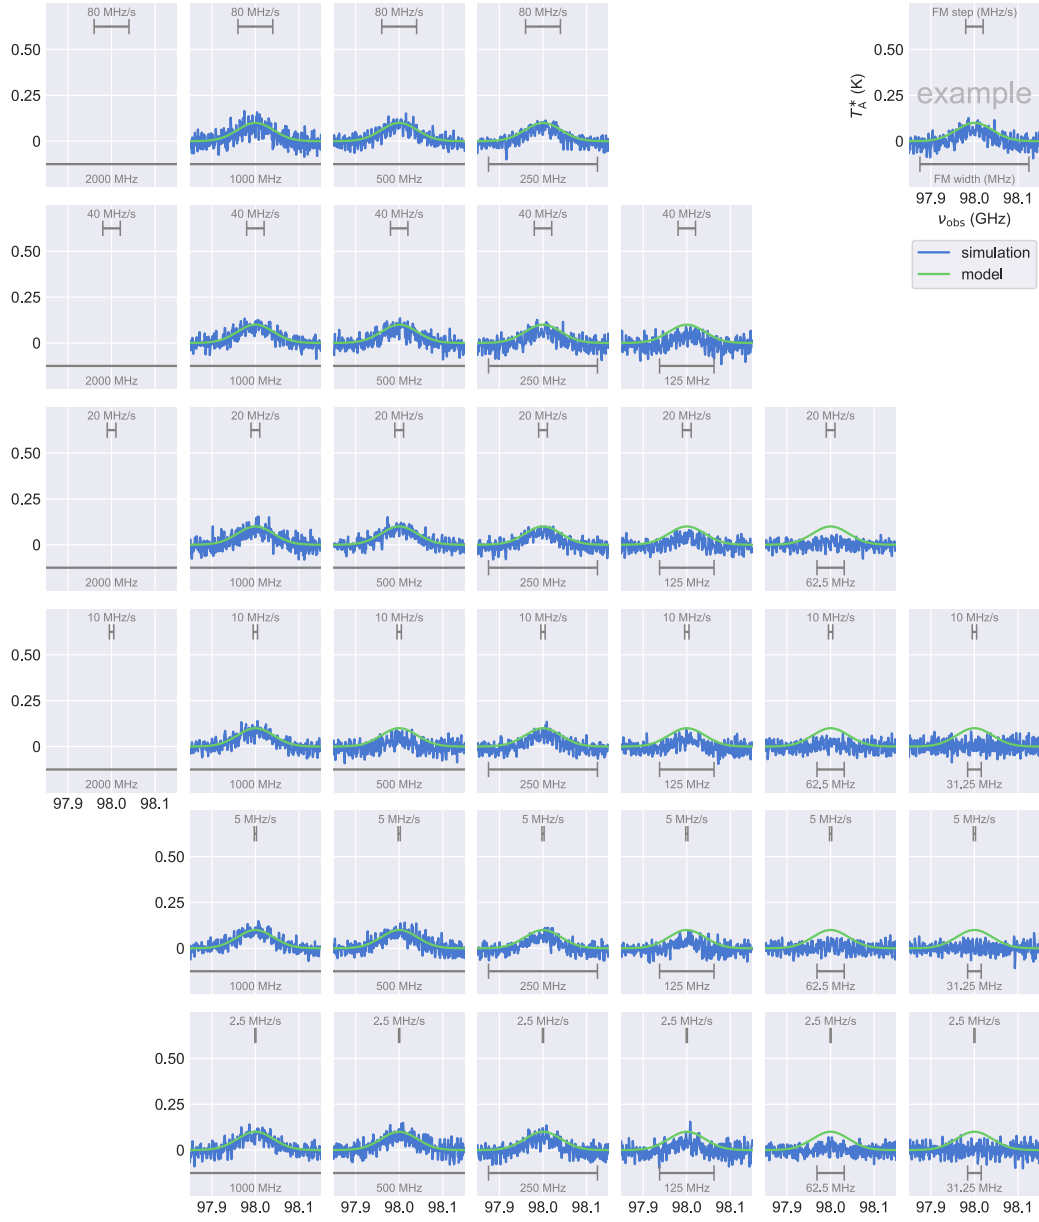 80 MHz/s 80 MHz/s 80 MHz/s 80 MHz/s FM step (MHz/s)
0.50 0.50
0.25 0.25 example
0 0
T*A (K)
2000 MHz 1000 MHz 500 MHz 250 MHz FM width (MHz)
97.9 98.0 98.1
νobs (GHz)
simulation
model
40 MHz/s 40 MHz/s 40 MHz/s 40 MHz/s 40 MHz/s
0.50
0.25
0
2000 MHz 1000 MHz 500 MHz 250 MHz 125 MHz
20 MHz/s 20 MHz/s 20 MHz/s 20 MHz/s 20 MHz/s 20 MHz/s
0.50
0.25
0
2000 MHz 1000 MHz 500 MHz 250 MHz 125 MHz 62.5 MHz
10 MHz/s 10 MHz/s 10 MHz/s 10 MHz/s 10 MHz/s 10 MHz/s 10 MHz/s
0.50
0.25
0
2000 MHz 1000 MHz 500 MHz 250 MHz 125 MHz 62.5 MHz 31.25 MHz
97.9 98.0 98.1
5 MHz/s 5 MHz/s 5 MHz/s 5 MHz/s 5 MHz/s 5 MHz/s
0.50
0.25
0
1000 MHz 500 MHz 250 MHz 125 MHz 62.5 MHz 31.25 MHz
2.5 MHz/s 2.5 MHz/s 2.5 MHz/s 2.5 MHz/s 2.5 MHz/s 2.5 MHz/s
0.50
0.25
0
1000 MHz 500 MHz 250 MHz 125 MHz 62.5 MHz 31.25 MHz
97.9 98.0 98.1 97.9 98.0 98.1 97.9 98.0 98.1 97.9 98.0 98.1 97.9 98.0 98.1 97.9 98.0 98.1